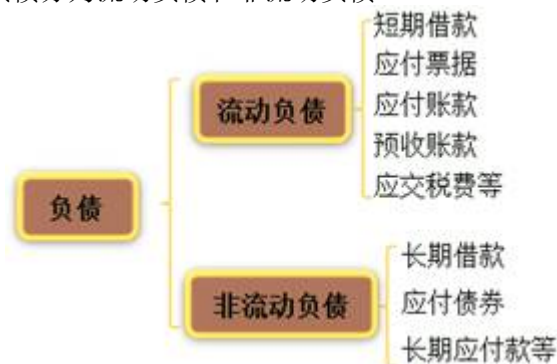 短期借款
应付票据
流动负债
应付账款
预收账款
应交税费等
负债
长期借款
非流动负债
应付债券
长期应付款等